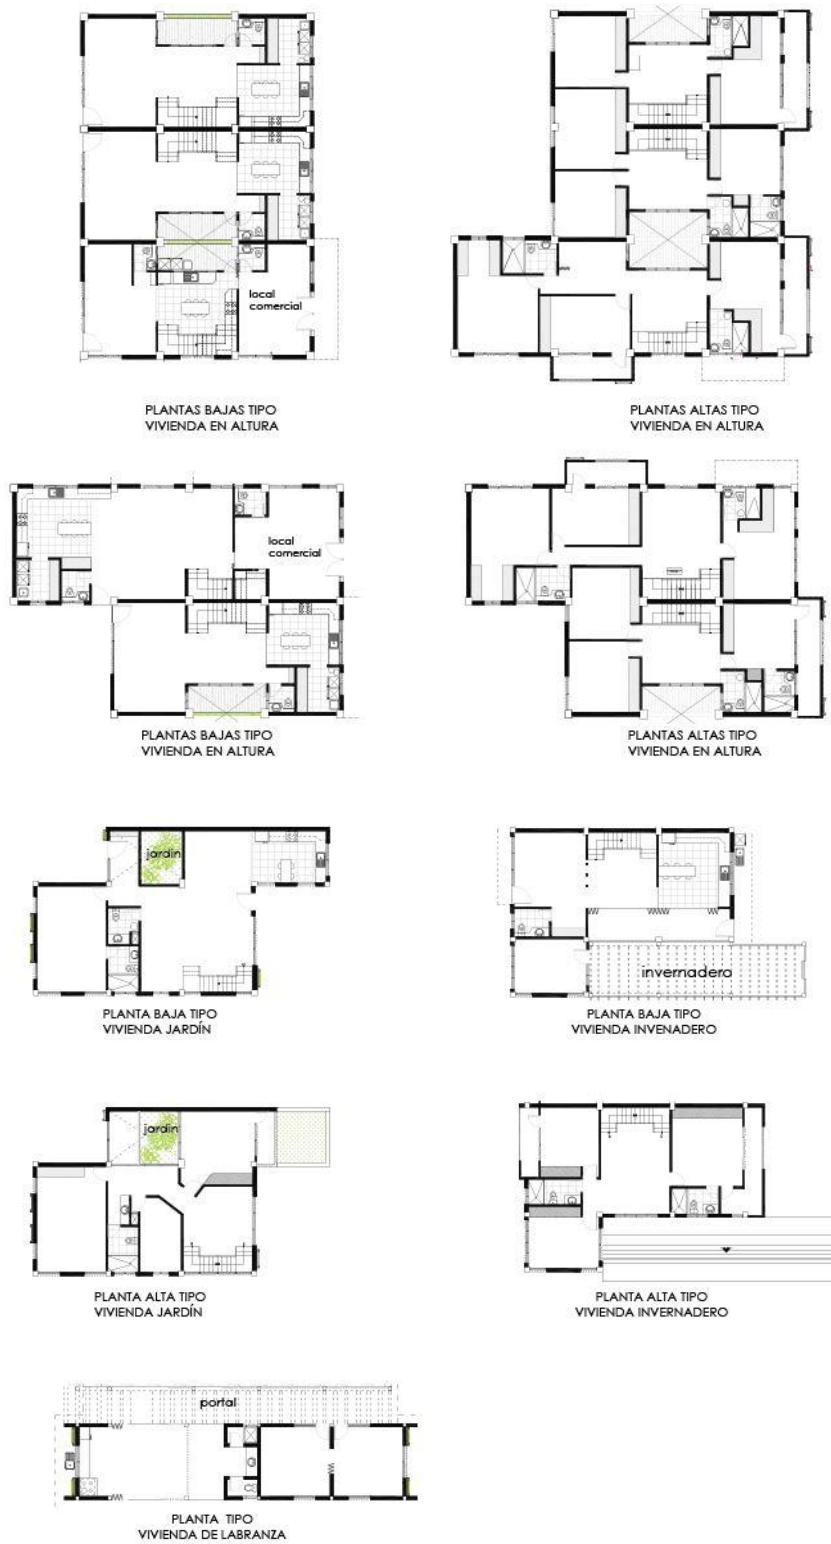 local
comercial
PLANTAS BAJAS TIPO
VIVIENDA EN ALTURA
PLANTAS ALTAS TIPO
VIVIENDA EN ALTURA
local
comercial
PLANTAS BAJAS TIPO
VIVIENDA EN ALTURA
PLANTAS ALTAS TIPO
VIVIENDA EN ALTURA
jardín
PLANTA BAJA TIPO
VIVIENDA JARDÍN
invernadero
PLANTA BAJA TIPO
VIVIENDA INVENADERO
jardín
PLANTA ALTA TIPO
VIVIENDA JARDÍN
PLANTA ALTA TIPO
VIVIENDA INVERNADERO
portal
PLANTA TIPO
VIVIENDA DE LABRANZA